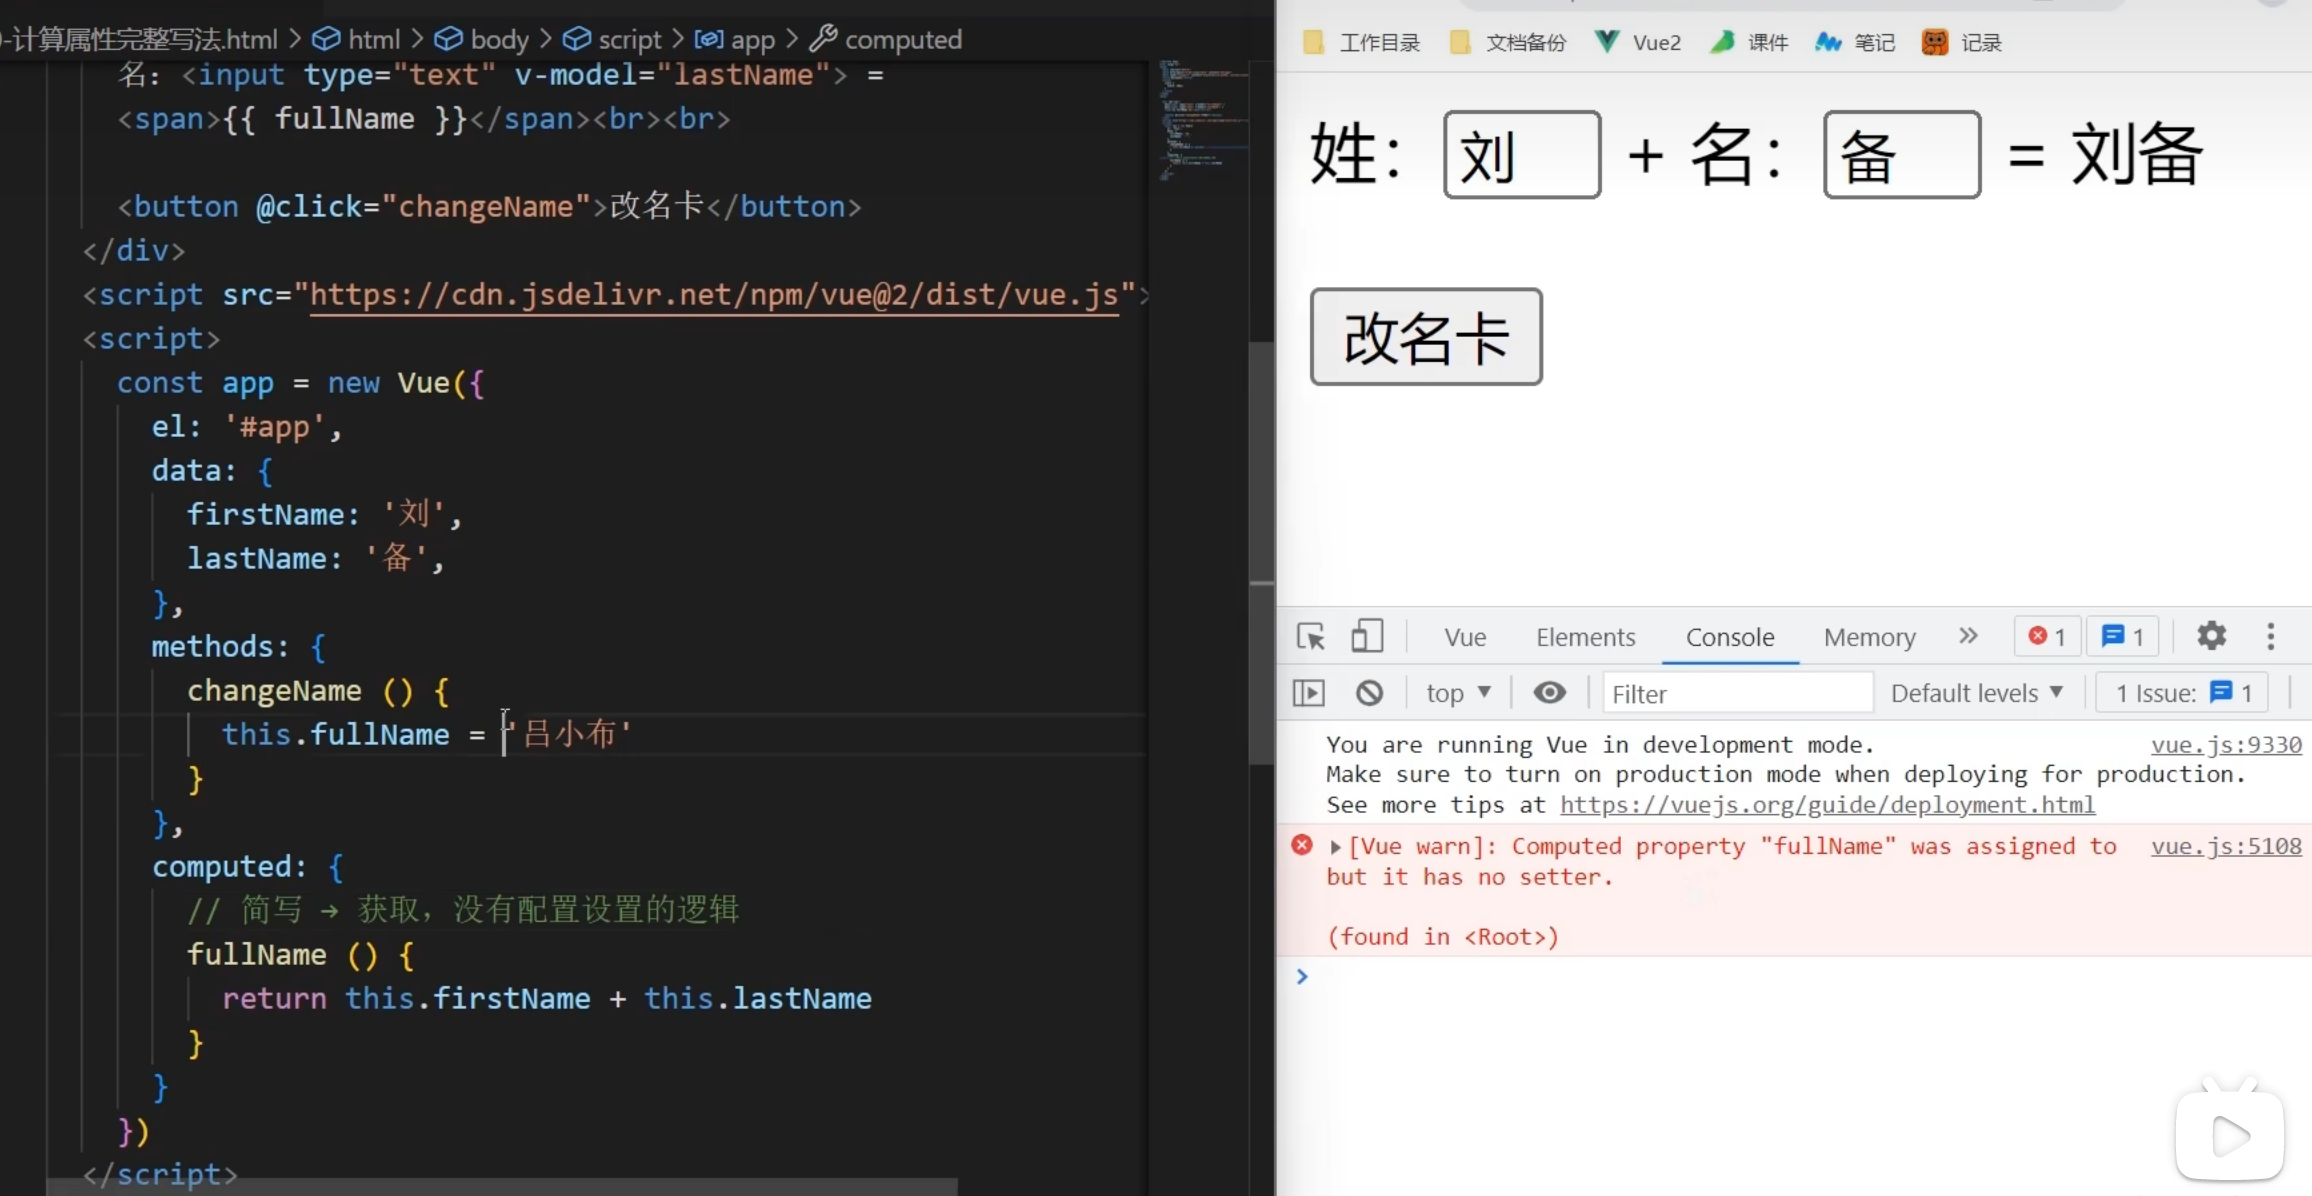 -计算属性完整写法.html > html > body > script > app > computed
名：<input type="text" v-model="lastName"> =
<span>{{ fullName }}</span><br><br>
<button @click="changeName">改名卡</button>
</div>
<script src="https://cdn.jsdelivr.net/npm/vue@2/dist/vue.js">
<script>
const app = new Vue({
el: '#app',
data: {
firstName: '刘',
lastName: '备',
},
methods: {
changeName () {
this.fullName = '吕小布'
}
},
computed: {
// 简写 → 获取，没有配置设置的逻辑
fullName () {
return this.firstName + this.lastName
}
}
})
</script>
工作目录 文档备份 Vue2 课件 笔记 记录
姓：刘 + 名：备 = 刘备
改名卡
Vue Elements Console Memory » 1 1
top ▼ Filter Default levels ▼ 1 Issue: 1
You are running Vue in development mode. vue.js:9330
Make sure to turn on production mode when deploying for production.
See more tips at https://vuejs.org/guide/deployment.html
▶[Vue warn]: Computed property "fullName" was assigned to vue.js:5108
but it has no setter.
(found in <Root>)
>